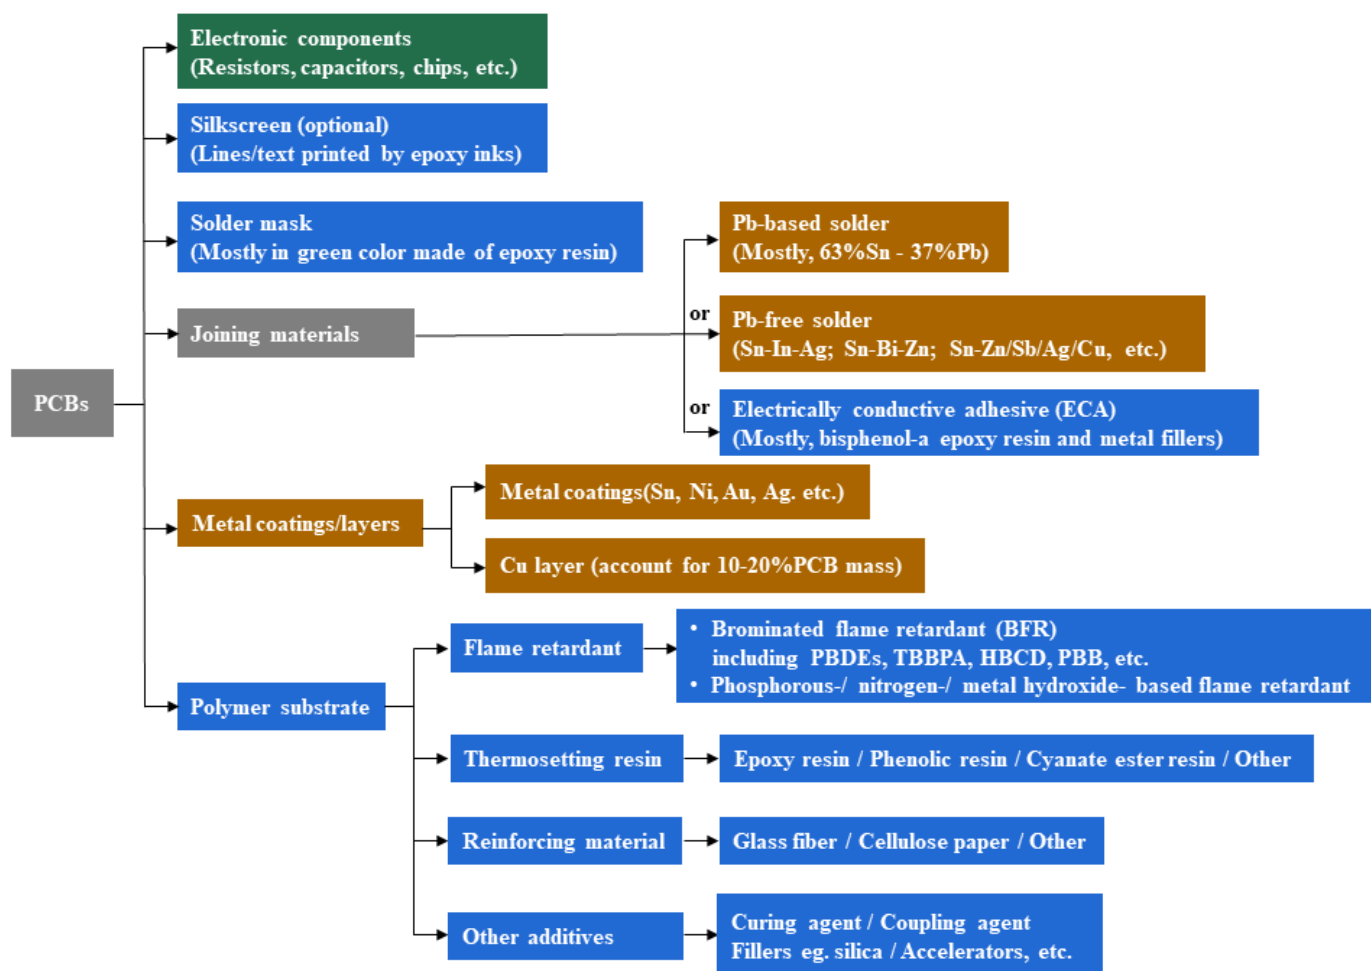 Electronic components
(Resistors, capacitors, chips, etc.)
Silkscreen (optional)
(Lines/text printed by epoxy inks)
Solder mask
(Mostly in green color made of epoxy resin)
Pb-based solder
(Mostly, 63%Sn - 37%Pb)
or
Joining materials
Pb-free solder
(Sn-In-Ag; Sn-Bi-Zn; Sn-Zn/Sb/Ag/Cu, etc.)
PCBs
or
Electrically conductive adhesive (ECA)
(Mostly, bisphenol-a epoxy resin and metal fillers)
Metal coatings/layers
Metal coatings(Sn, Ni, Au, Ag. etc.)
Cu layer (account for 10-20%PCB mass)
Polymer substrate
Flame retardant
• Brominated flame retardant (BFR)
including PBDEs, TBBPA, HBCD, PBB, etc.
• Phosphorous-/ nitrogen-/ metal hydroxide- based flame retardant
Thermosetting resin
Epoxy resin / Phenolic resin / Cyanate ester resin / Other
Reinforcing material
Glass fiber / Cellulose paper / Other
Other additives
Curing agent / Coupling agent
Fillers eg. silica / Accelerators, etc.